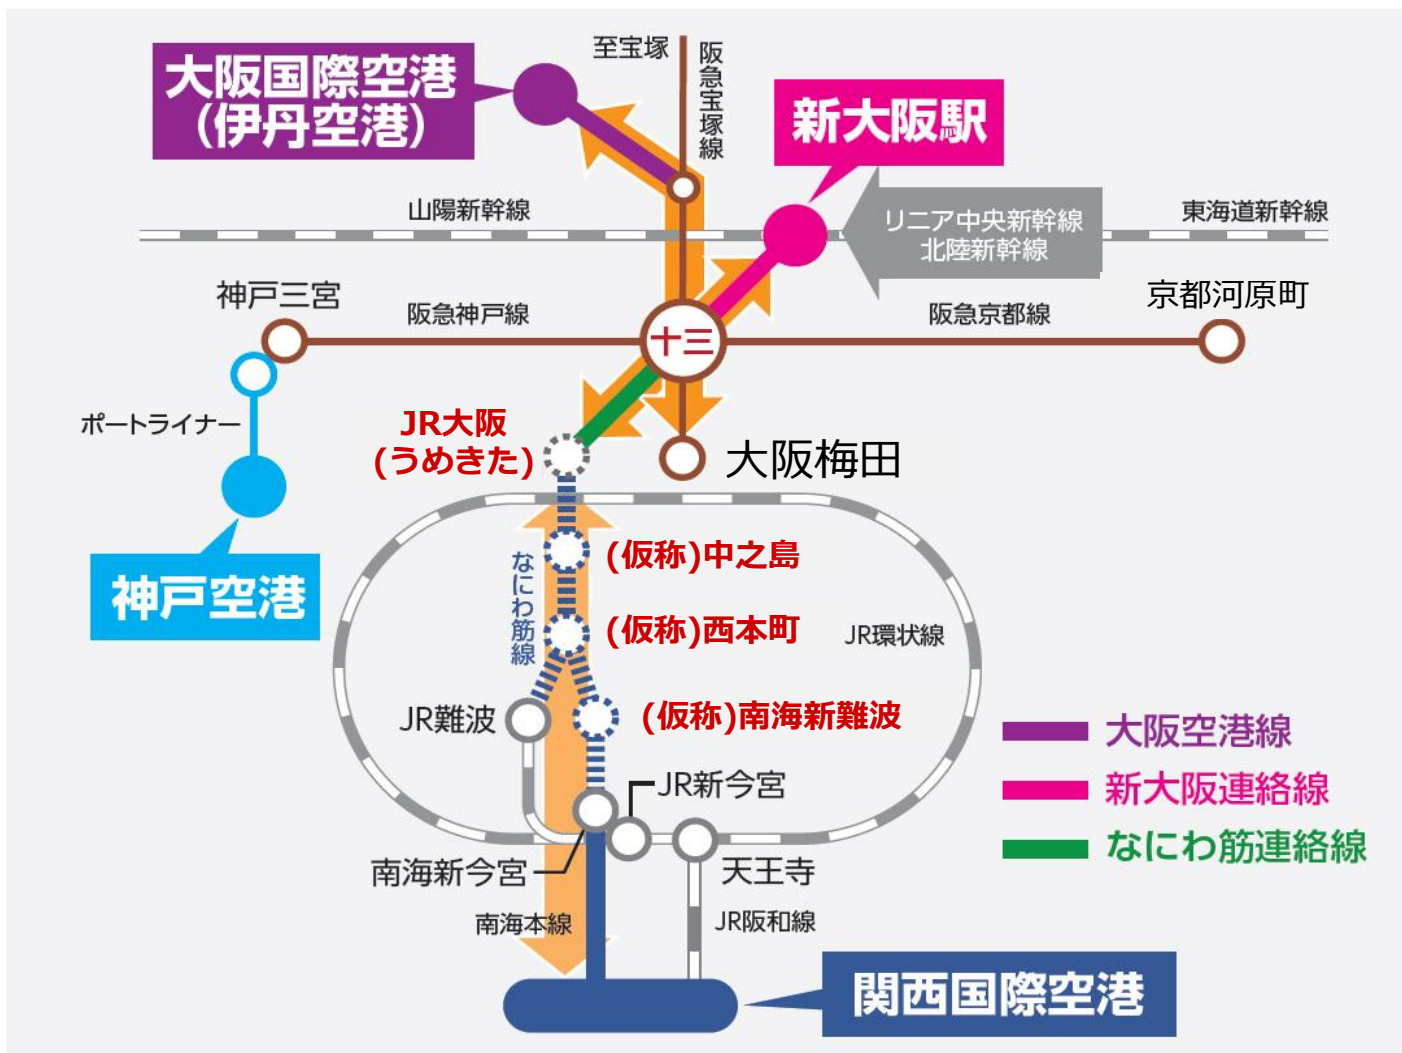 大阪国際空港
(伊丹空港)
至宝塚
阪急宝塚線
新大阪駅
山陽新幹線
リニア中央新幹線
北陸新幹線
東海道新幹線
神戸三宮
阪急神戸線
十三
阪急京都線
京都河原町
ポートライナー
JR大阪
(うめきた)
大阪梅田
神戸空港
なにわ筋線
(仮称)中之島
(仮称)西本町
JR環状線
JR難波
(仮称)南海新難波
JR新今宮
南海新今宮
天王寺
南海本線
JR阪和線
関西国際空港
大阪空港線
新大阪連絡線
なにわ筋連絡線